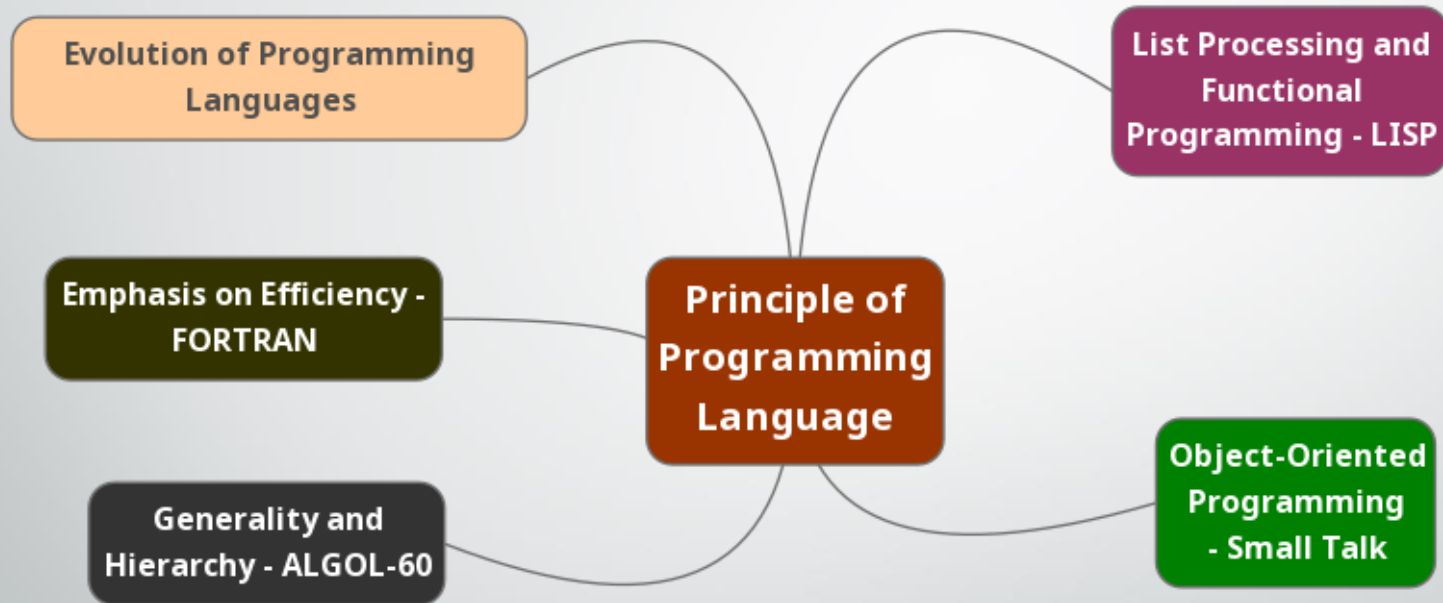 Evolution of Programming
Languages
List Processing and
Functional
Programming - LISP
Emphasis on Efficiency -
FORTRAN
Principle of
Programming
Language
Generality and
Hierarchy - ALGOL-60
Object-Oriented
Programming
- Small Talk